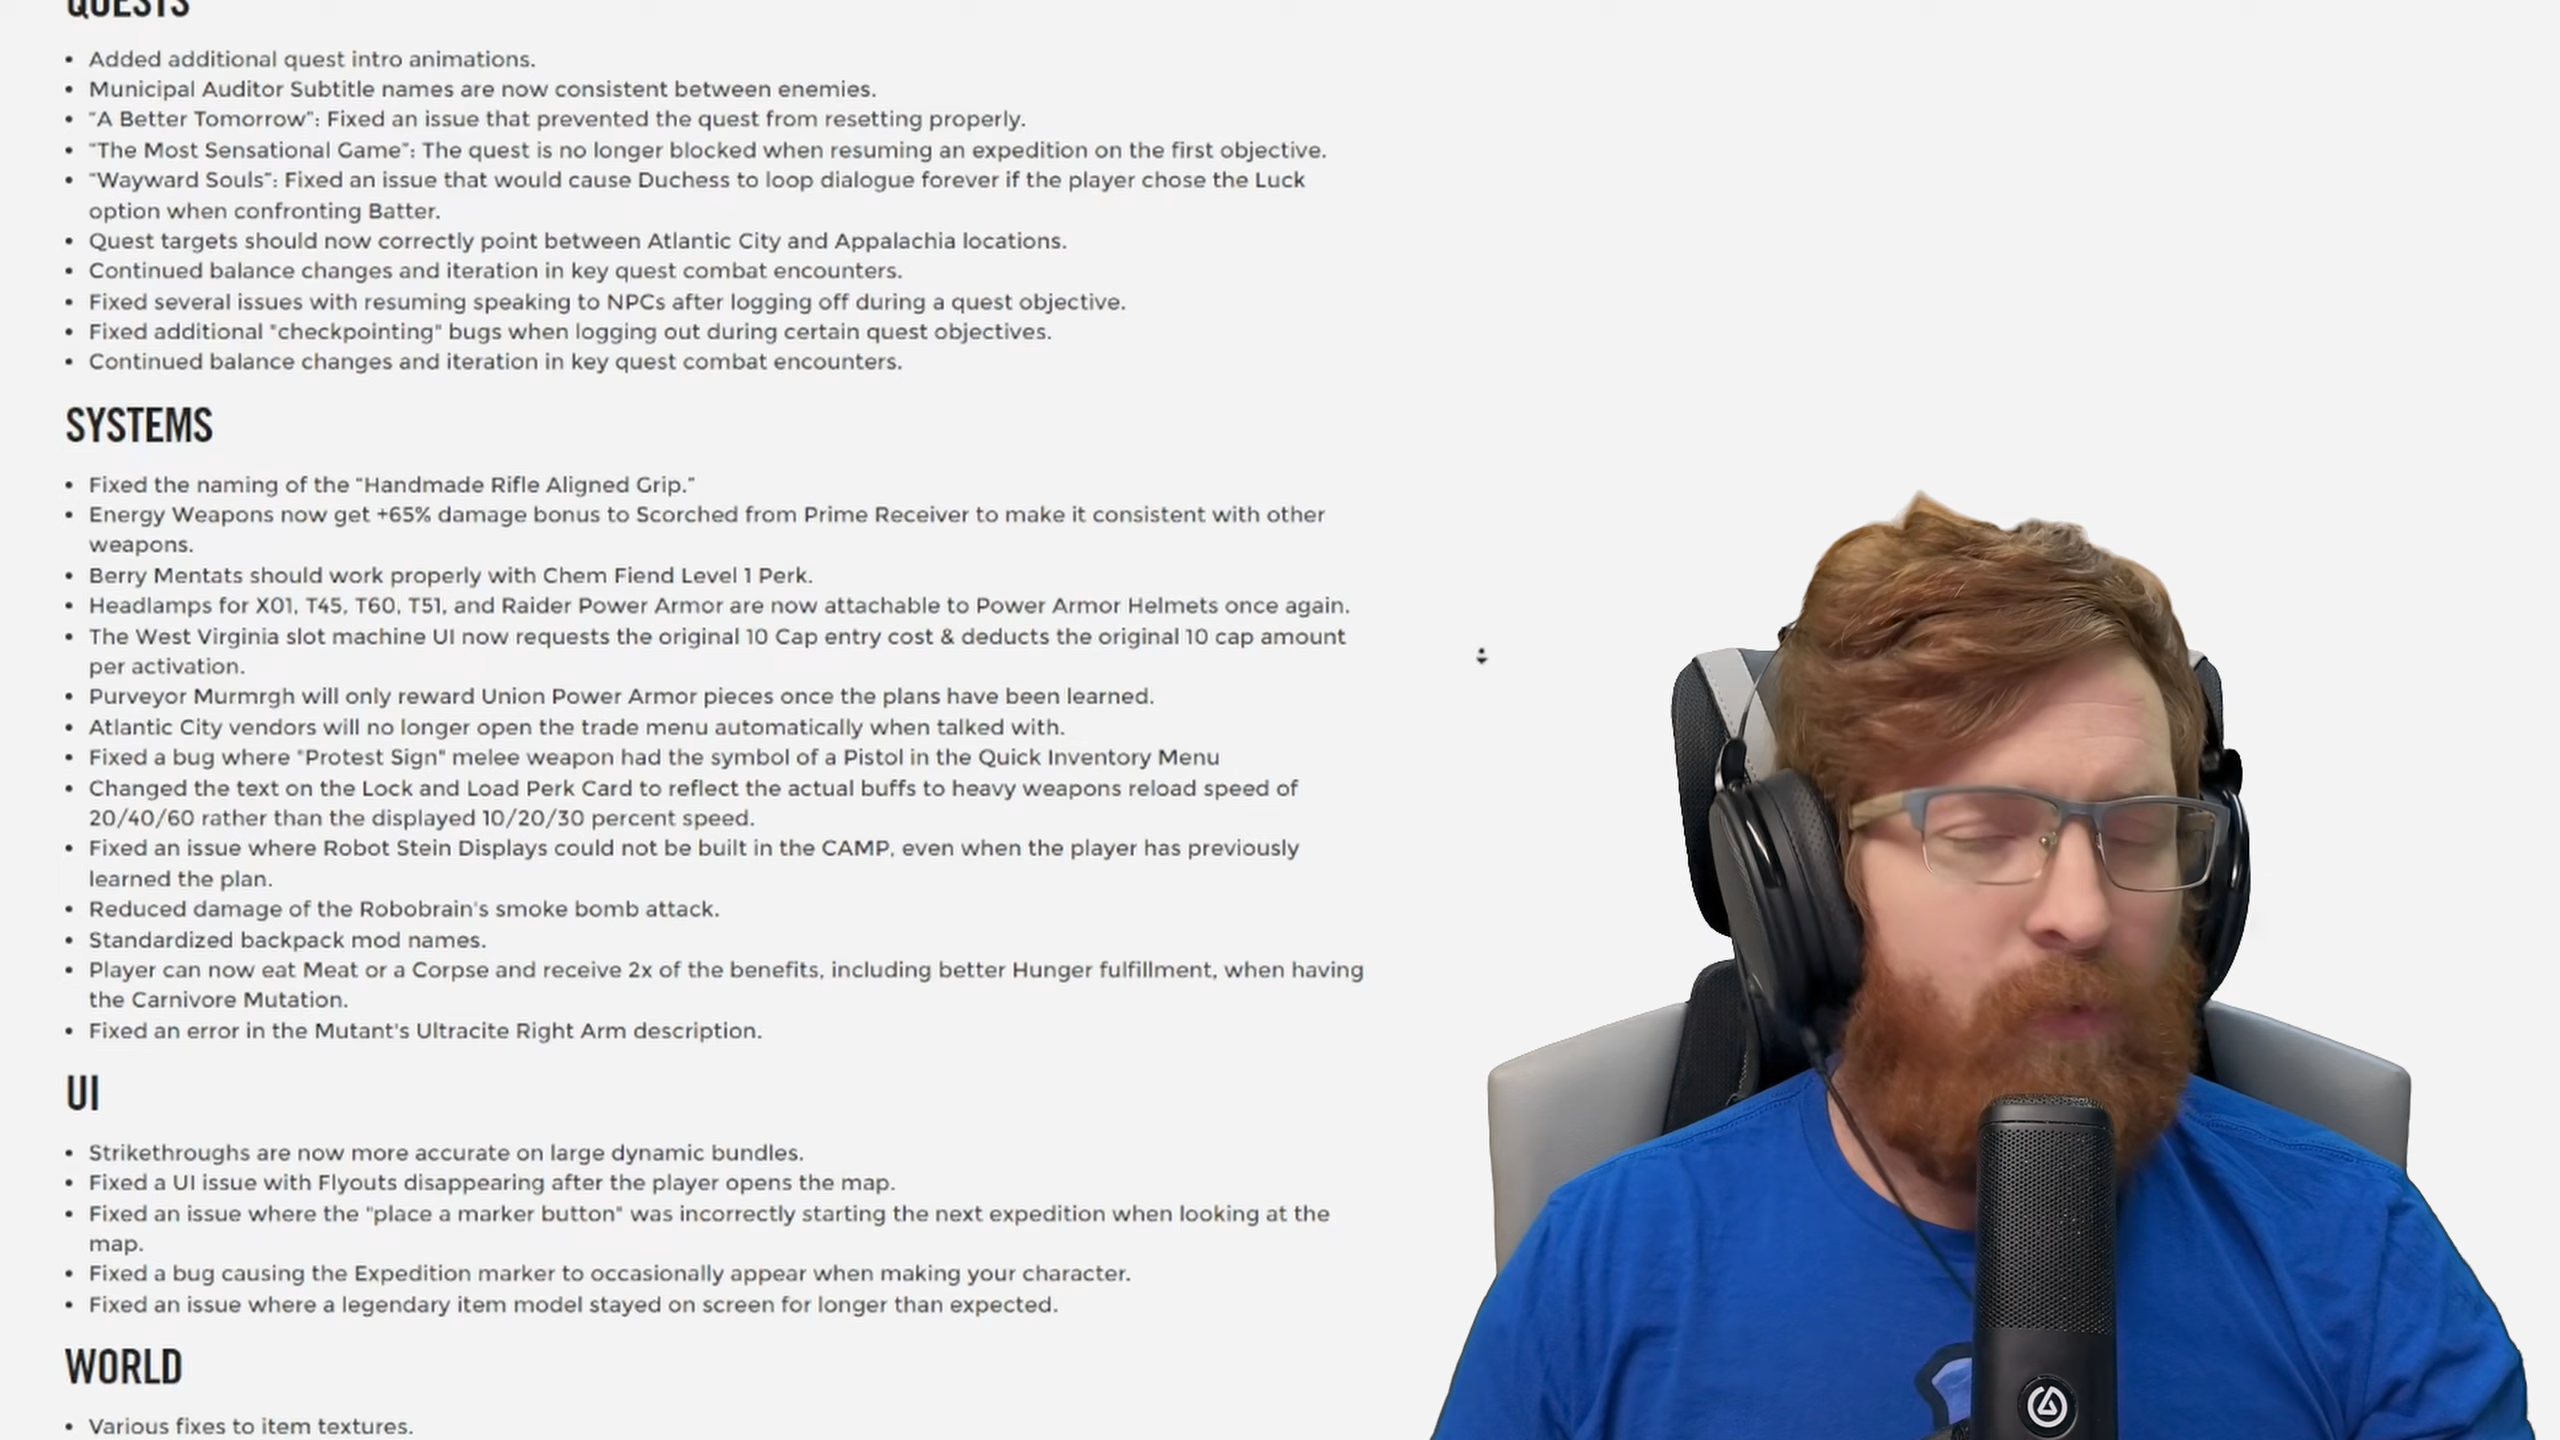 QUESTS
• Added additional quest intro animations.
• Municipal Auditor Subtitle names are now consistent between enemies.
• "A Better Tomorrow": Fixed an issue that prevented the quest from resetting properly.
• "The Most Sensational Game": The quest is no longer blocked when resuming an expedition on the first objective.
• "Wayward Souls": Fixed an issue that would cause Duchess to loop dialogue forever if the player chose the Luck
option when confronting Batter.
• Quest targets should now correctly point between Atlantic City and Appalachia locations.
• Continued balance changes and iteration in key quest combat encounters.
• Fixed several issues with resuming speaking to NPCs after logging off during a quest objective.
• Fixed additional "checkpointing" bugs when logging out during certain quest objectives.
• Continued balance changes and iteration in key quest combat encounters.
SYSTEMS
• Fixed the naming of the "Handmade Rifle Aligned Grip."
• Energy Weapons now get +65% damage bonus to Scorched from Prime Receiver to make it consistent with other
weapons.
• Berry Mentats should work properly with Chem Fiend Level 1 Perk.
• Headlamps for X01, T45, T60, T51, and Raider Power Armor are now attachable to Power Armor Helmets once again.
• The West Virginia slot machine UI now requests the original 10 Cap entry cost & deducts the original 10 cap amount
per activation.
• Purveyor Murmrgh will only reward Union Power Armor pieces once the plans have been learned.
• Atlantic City vendors will no longer open the trade menu automatically when talked with.
• Fixed a bug where "Protest Sign" melee weapon had the symbol of a Pistol in the Quick Inventory Menu
• Changed the text on the Lock and Load Perk Card to reflect the actual buffs to heavy weapons reload speed of
20/40/60 rather than the displayed 10/20/30 percent speed.
• Fixed an issue where Robot Stein Displays could not be built in the CAMP, even when the player has previously
learned the plan.
• Reduced damage of the Robobrain's smoke bomb attack.
• Standardized backpack mod names.
• Player can now eat Meat or a Corpse and receive 2x of the benefits, including better Hunger fulfillment, when having
the Carnivore Mutation.
• Fixed an error in the Mutant's Ultracite Right Arm description.
UI
• Strikethroughs are now more accurate on large dynamic bundles.
• Fixed a UI issue with Flyouts disappearing after the player opens the map.
• Fixed an issue where the "place a marker button" was incorrectly starting the next expedition when looking at the
map.
• Fixed a bug causing the Expedition marker to occasionally appear when making your character.
• Fixed an issue where a legendary item model stayed on screen for longer than expected.
WORLD
• Various fixes to item textures.